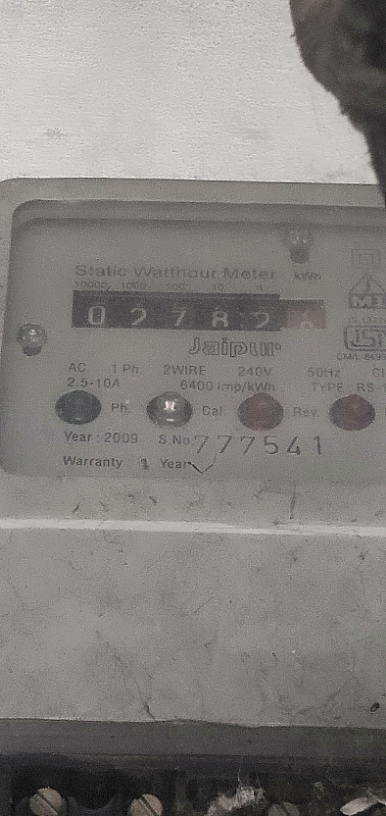 Static Watthour Meter kWh
10000 1000 100 10 1
0 2 7 8 2
Jaipur
AC 1 Ph. 2WIRE 240V 50Hz
2.5-10A 6400 imp/kWh TYPE RS
Ph. Cal. Rev.
Year : 2009 S.No. 777541
Warranty 1 Year